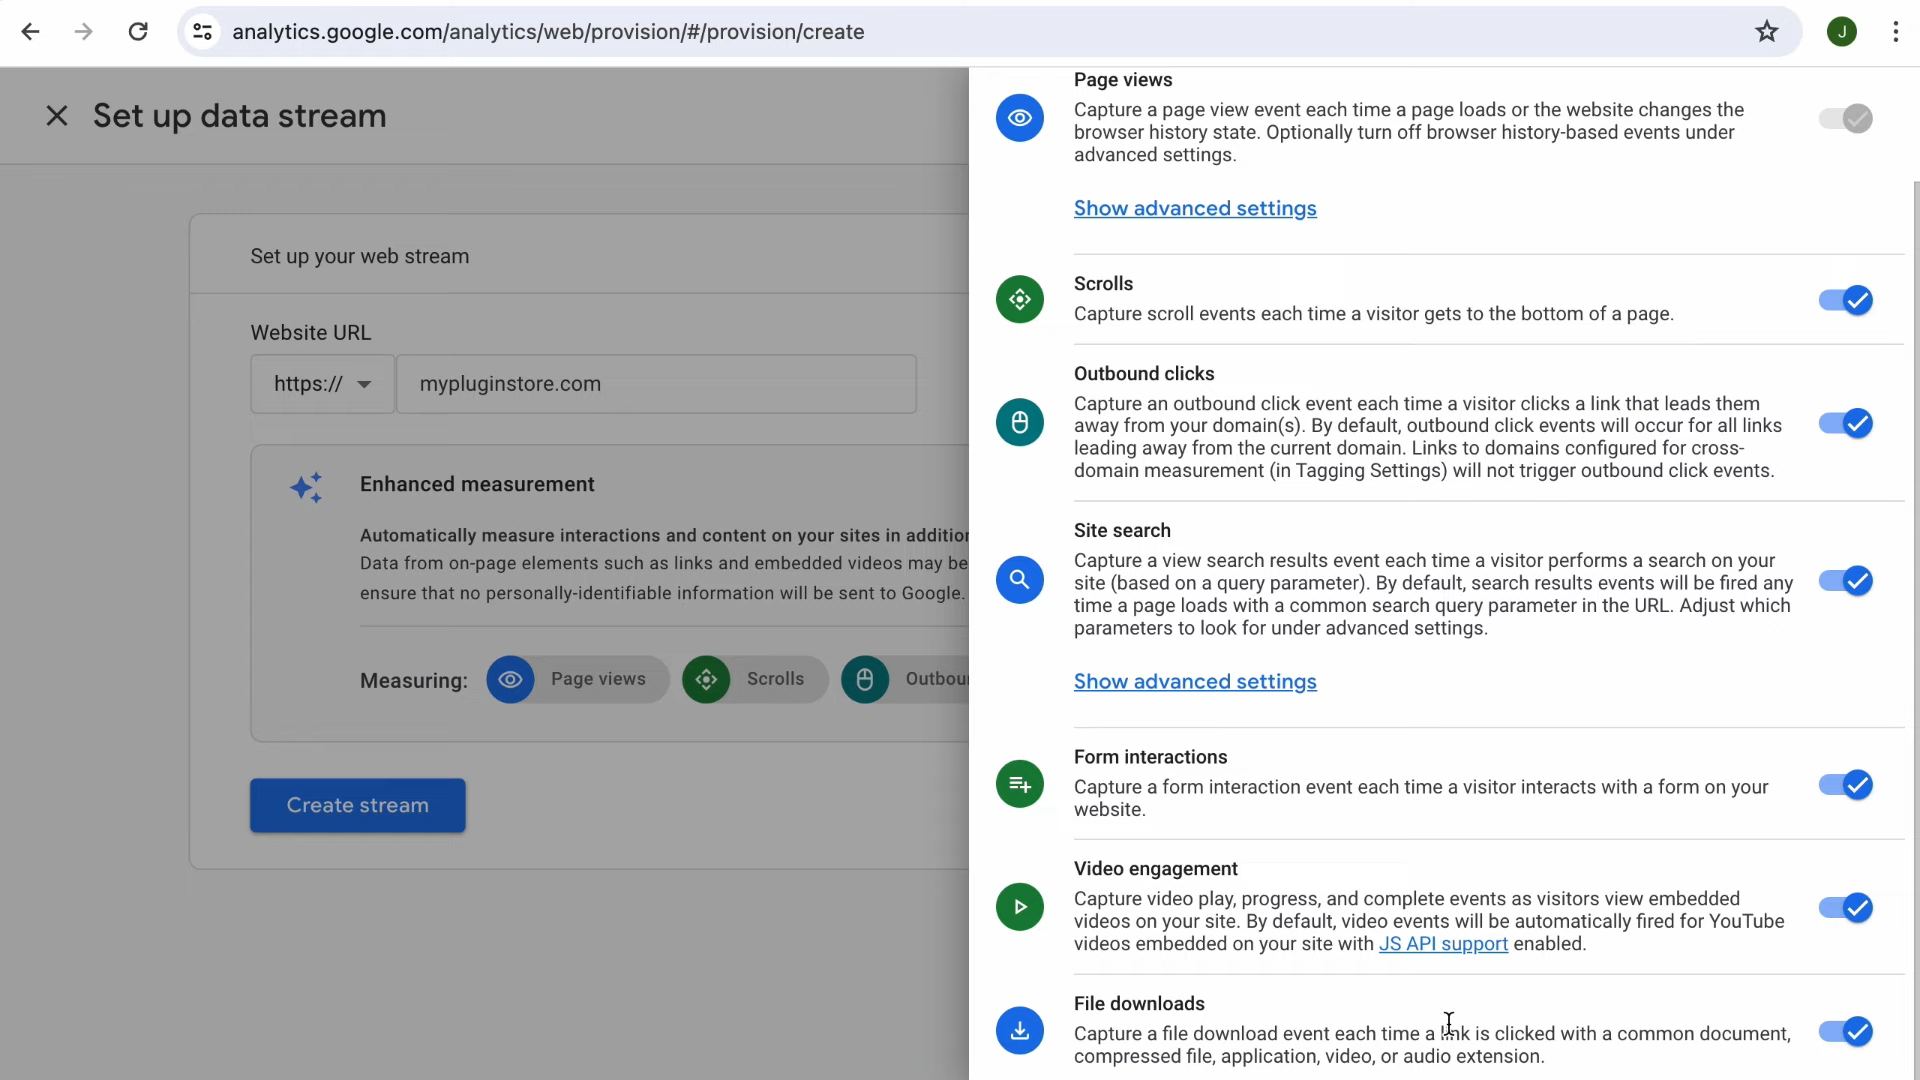 analytics.google.com/analytics/web/provision/#/provision/create
J
Set up data stream
Set up your web stream
Website URL
https://
mypluginstore.com
Enhanced measurement
Automatically measure interactions and content on your sites in addition
Data from on-page elements such as links and embedded videos may be
ensure that no personally-identifiable information will be sent to Google.
Measuring:
Page views
Scrolls
Outbou
Create stream
Page views
Capture a page view event each time a page loads or the website changes the
browser history state. Optionally turn off browser history-based events under
advanced settings.
Show advanced settings
Scrolls
Capture scroll events each time a visitor gets to the bottom of a page.
Outbound clicks
Capture an outbound click event each time a visitor clicks a link that leads them
away from your domain(s). By default, outbound click events will occur for all links
leading away from the current domain. Links to domains configured for cross-
domain measurement (in Tagging Settings) will not trigger outbound click events.
Site search
Capture a view search results event each time a visitor performs a search on your
site (based on a query parameter). By default, search results events will be fired any
time a page loads with a common search query parameter in the URL. Adjust which
parameters to look for under advanced settings.
Show advanced settings
Form interactions
Capture a form interaction event each time a visitor interacts with a form on your
website.
Video engagement
Capture video play, progress, and complete events as visitors view embedded
videos on your site. By default, video events will be automatically fired for YouTube
videos embedded on your site with JS API support enabled.
File downloads
Capture a file download event each time a link is clicked with a common document,
compressed file, application, video, or audio extension.